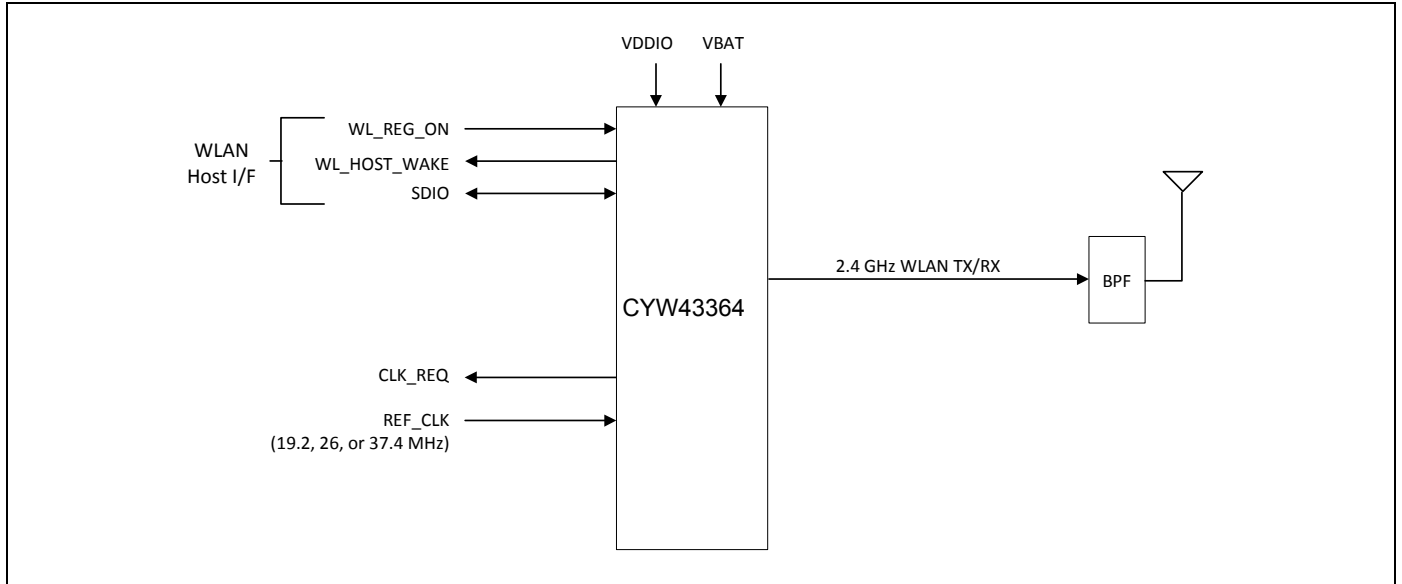 VDDIO VBAT
WLAN
Host I/F
WL_REG_ON
WL_HOST_WAKE
SDIO
2.4 GHz WLAN TX/RX
BPF
CYW43364
CLK_REQ
REF_CLK
(19.2, 26, or 37.4 MHz)